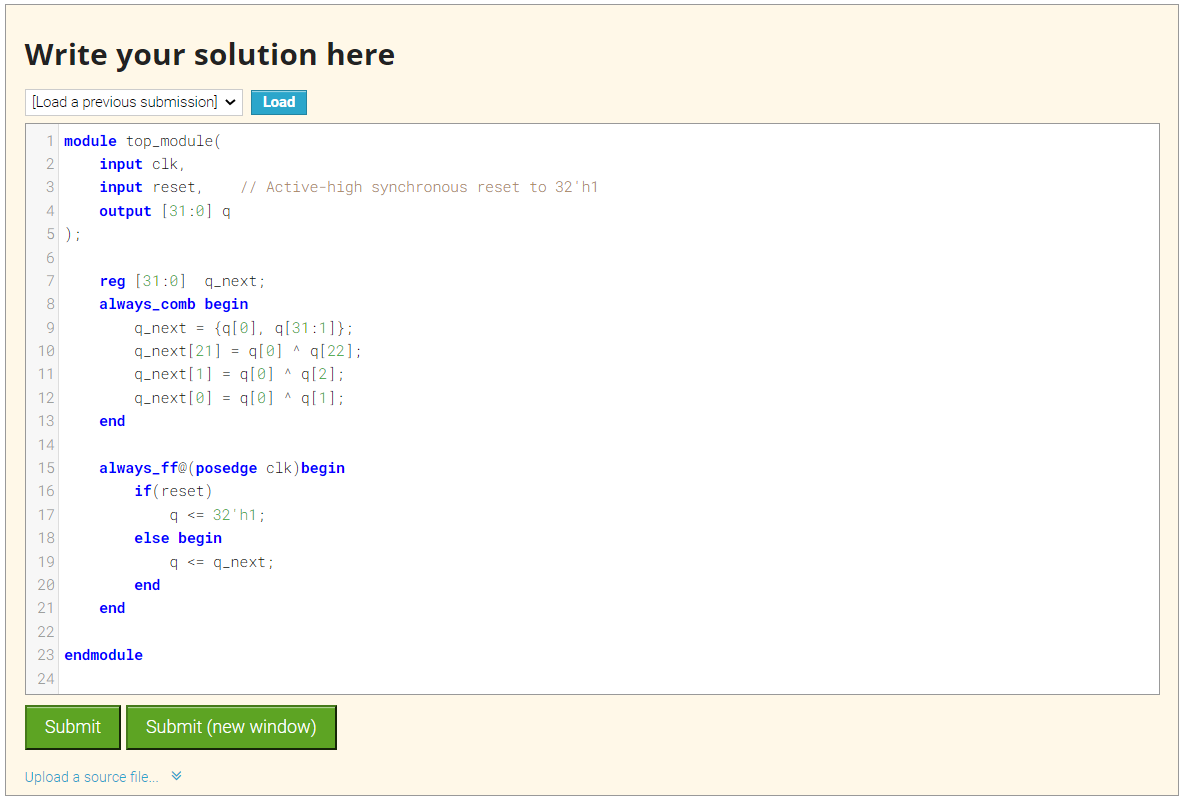 Write your solution here
[Load a previous submission] Load
1 module top_module(
2     input clk,
3     input reset,    // Active-high synchronous reset to 32'h1
4     output [31:0] q
5 );
6
7     reg [31:0]  q_next;
8     always_comb begin
9         q_next = {q[0], q[31:1]};
10         q_next[21] = q[0] ^ q[22];
11         q_next[1] = q[0] ^ q[2];
12         q_next[0] = q[0] ^ q[1];
13     end
14
15     always_ff@(posedge clk)begin
16         if(reset)
17             q <= 32'h1;
18         else begin
19             q <= q_next;
20         end
21     end
22
23 endmodule
24
Submit Submit (new window)
Upload a source file...